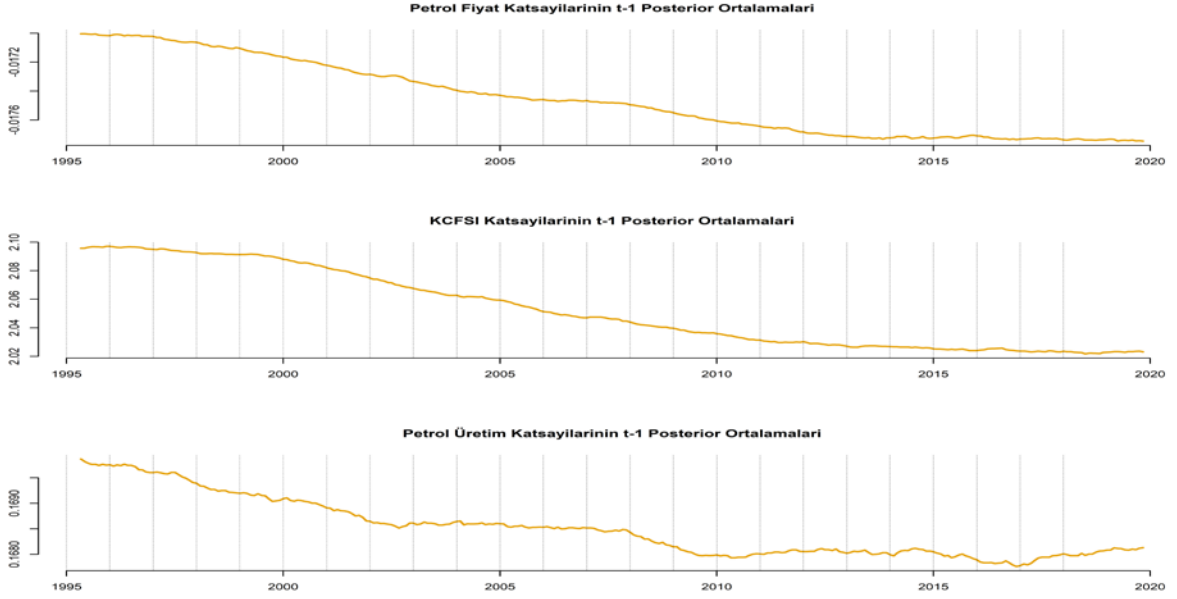 Petrol Fiyat Katsayilarinin t-1 Posterior Ortalamalari
-0.0172
-0.0176
1995 2000 2005 2010 2015 2020
KCFSI Katsayilarinin t-1 Posterior Ortalamalari
2.10
2.08
2.06
2.04
2.02
1995 2000 2005 2010 2015 2020
Petrol Üretim Katsayilarinin t-1 Posterior Ortalamalari
0.1690
0.1680
1995 2000 2005 2010 2015 2020